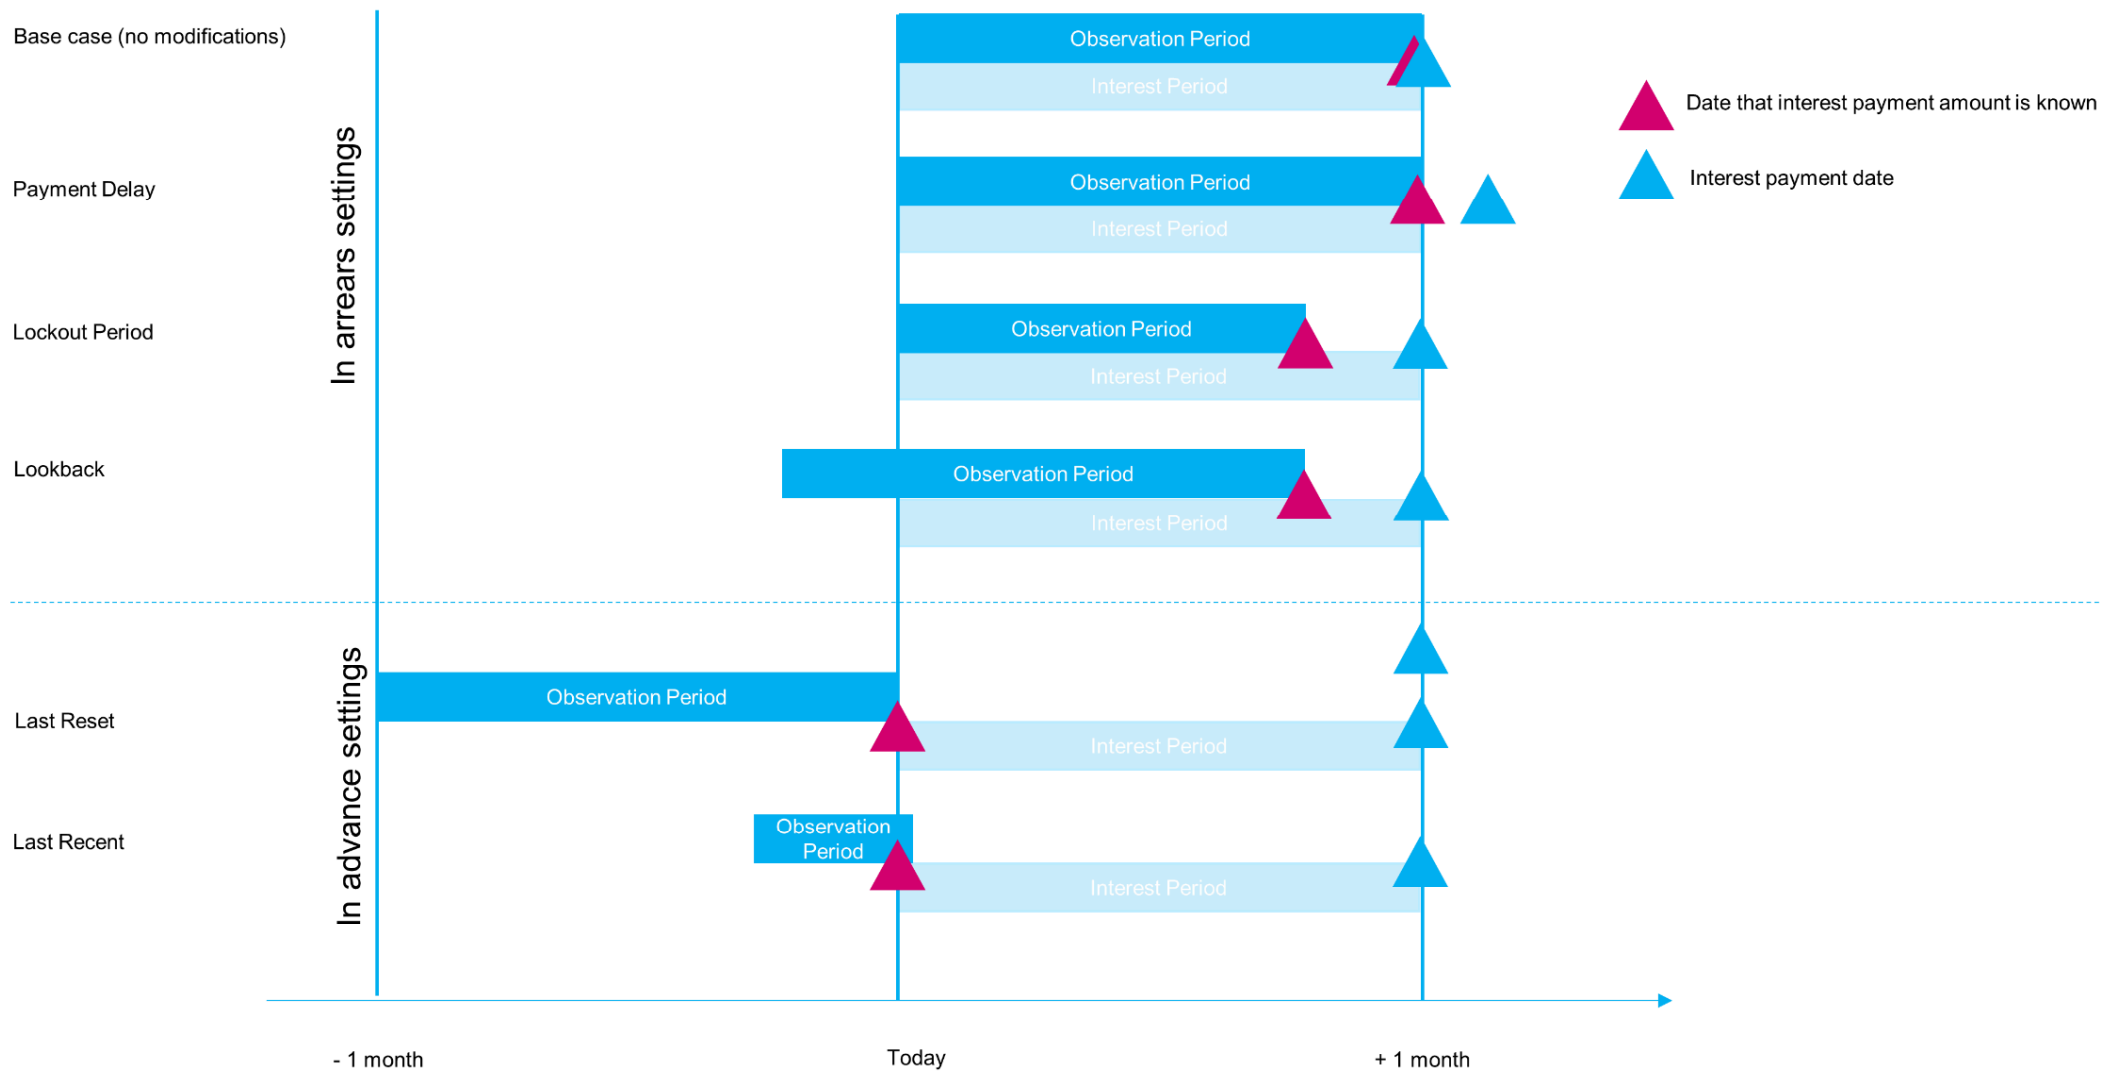 Base case (no modifications)
Observation Period
Interest Period
Date that interest payment amount is known
Interest payment date
In arrears settings
Payment Delay
Observation Period
Interest Period
Lockout Period
Observation Period
Interest Period
Lookback
Observation Period
Interest Period
In advance settings
Last Reset
Observation Period
Interest Period
Last Recent
Observation
Period
Interest Period
- 1 month
Today
+ 1 month